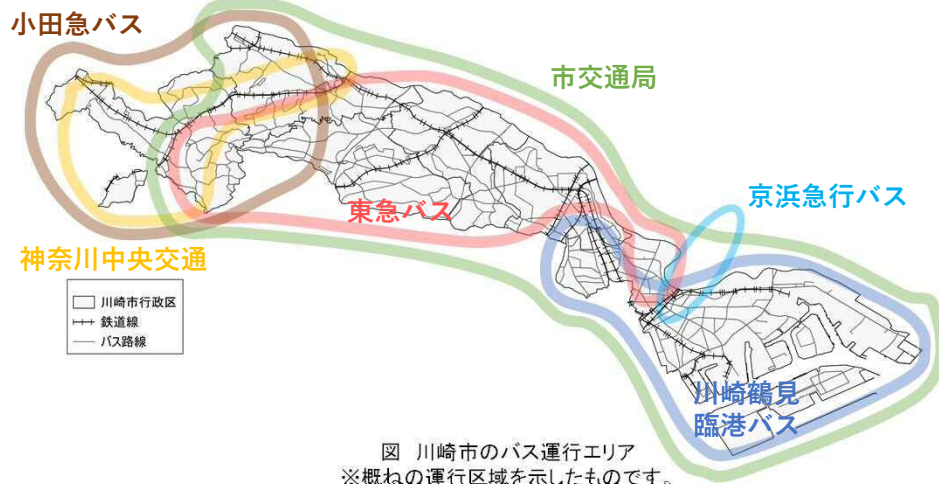 小田急バス
市交通局
京浜急行バス
東急バス
神奈川中央交通
川崎市行政区
鉄道線
バス路線
川崎鶴見
臨港バス
図 川崎市のバス運行エリア
※概ねの運行区域を示したものです。